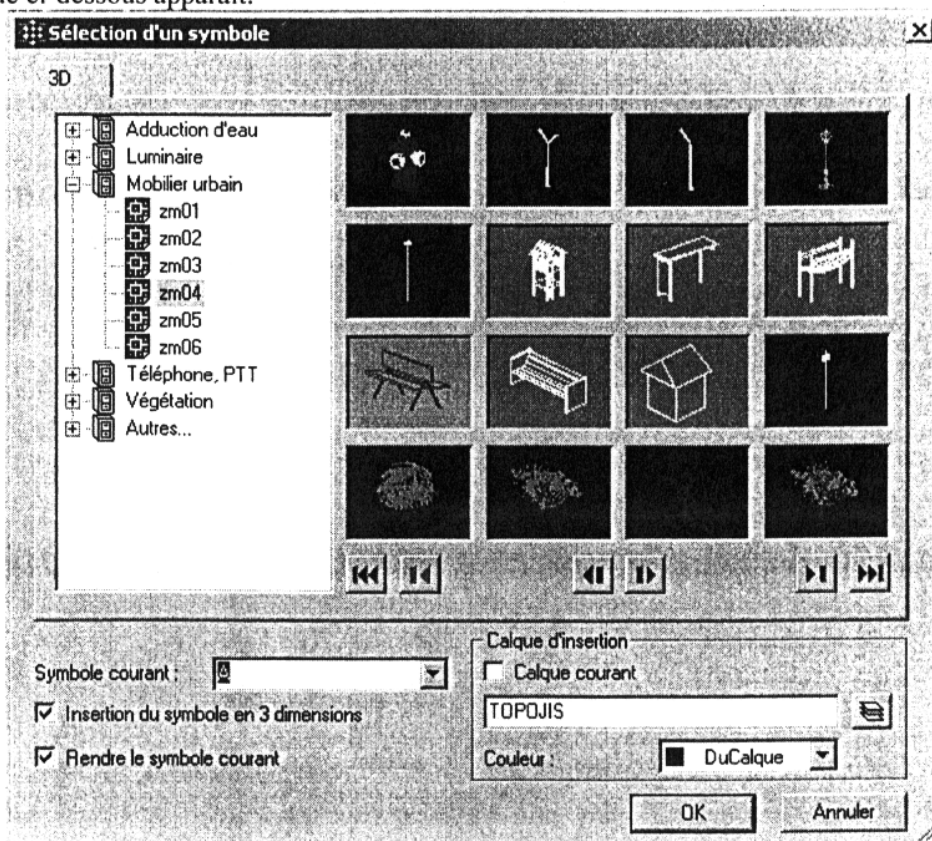 apparaît.
Sélection d'un symbole
3D
Adduction d'eau
Luminaire
Mobilier urbain
zm01
zm02
zm03
zm04
zm05
zm06
Téléphone, PTT
Végétation
Autres...
Symbole courant :
Insertion du symbole en 3 dimensions
Rendre le symbole courant
Calque d'insertion
Calque courant
TOPOJIS
Couleur :
DuCalque
OK
Annuler